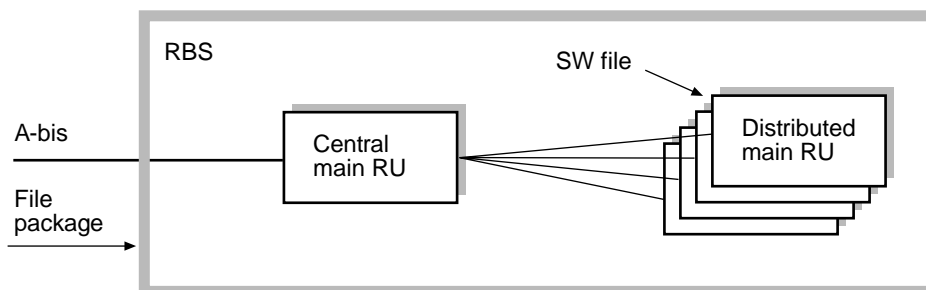 RBS
SW file
A-bis
Central
main RU
Distributed
main RU
File
package